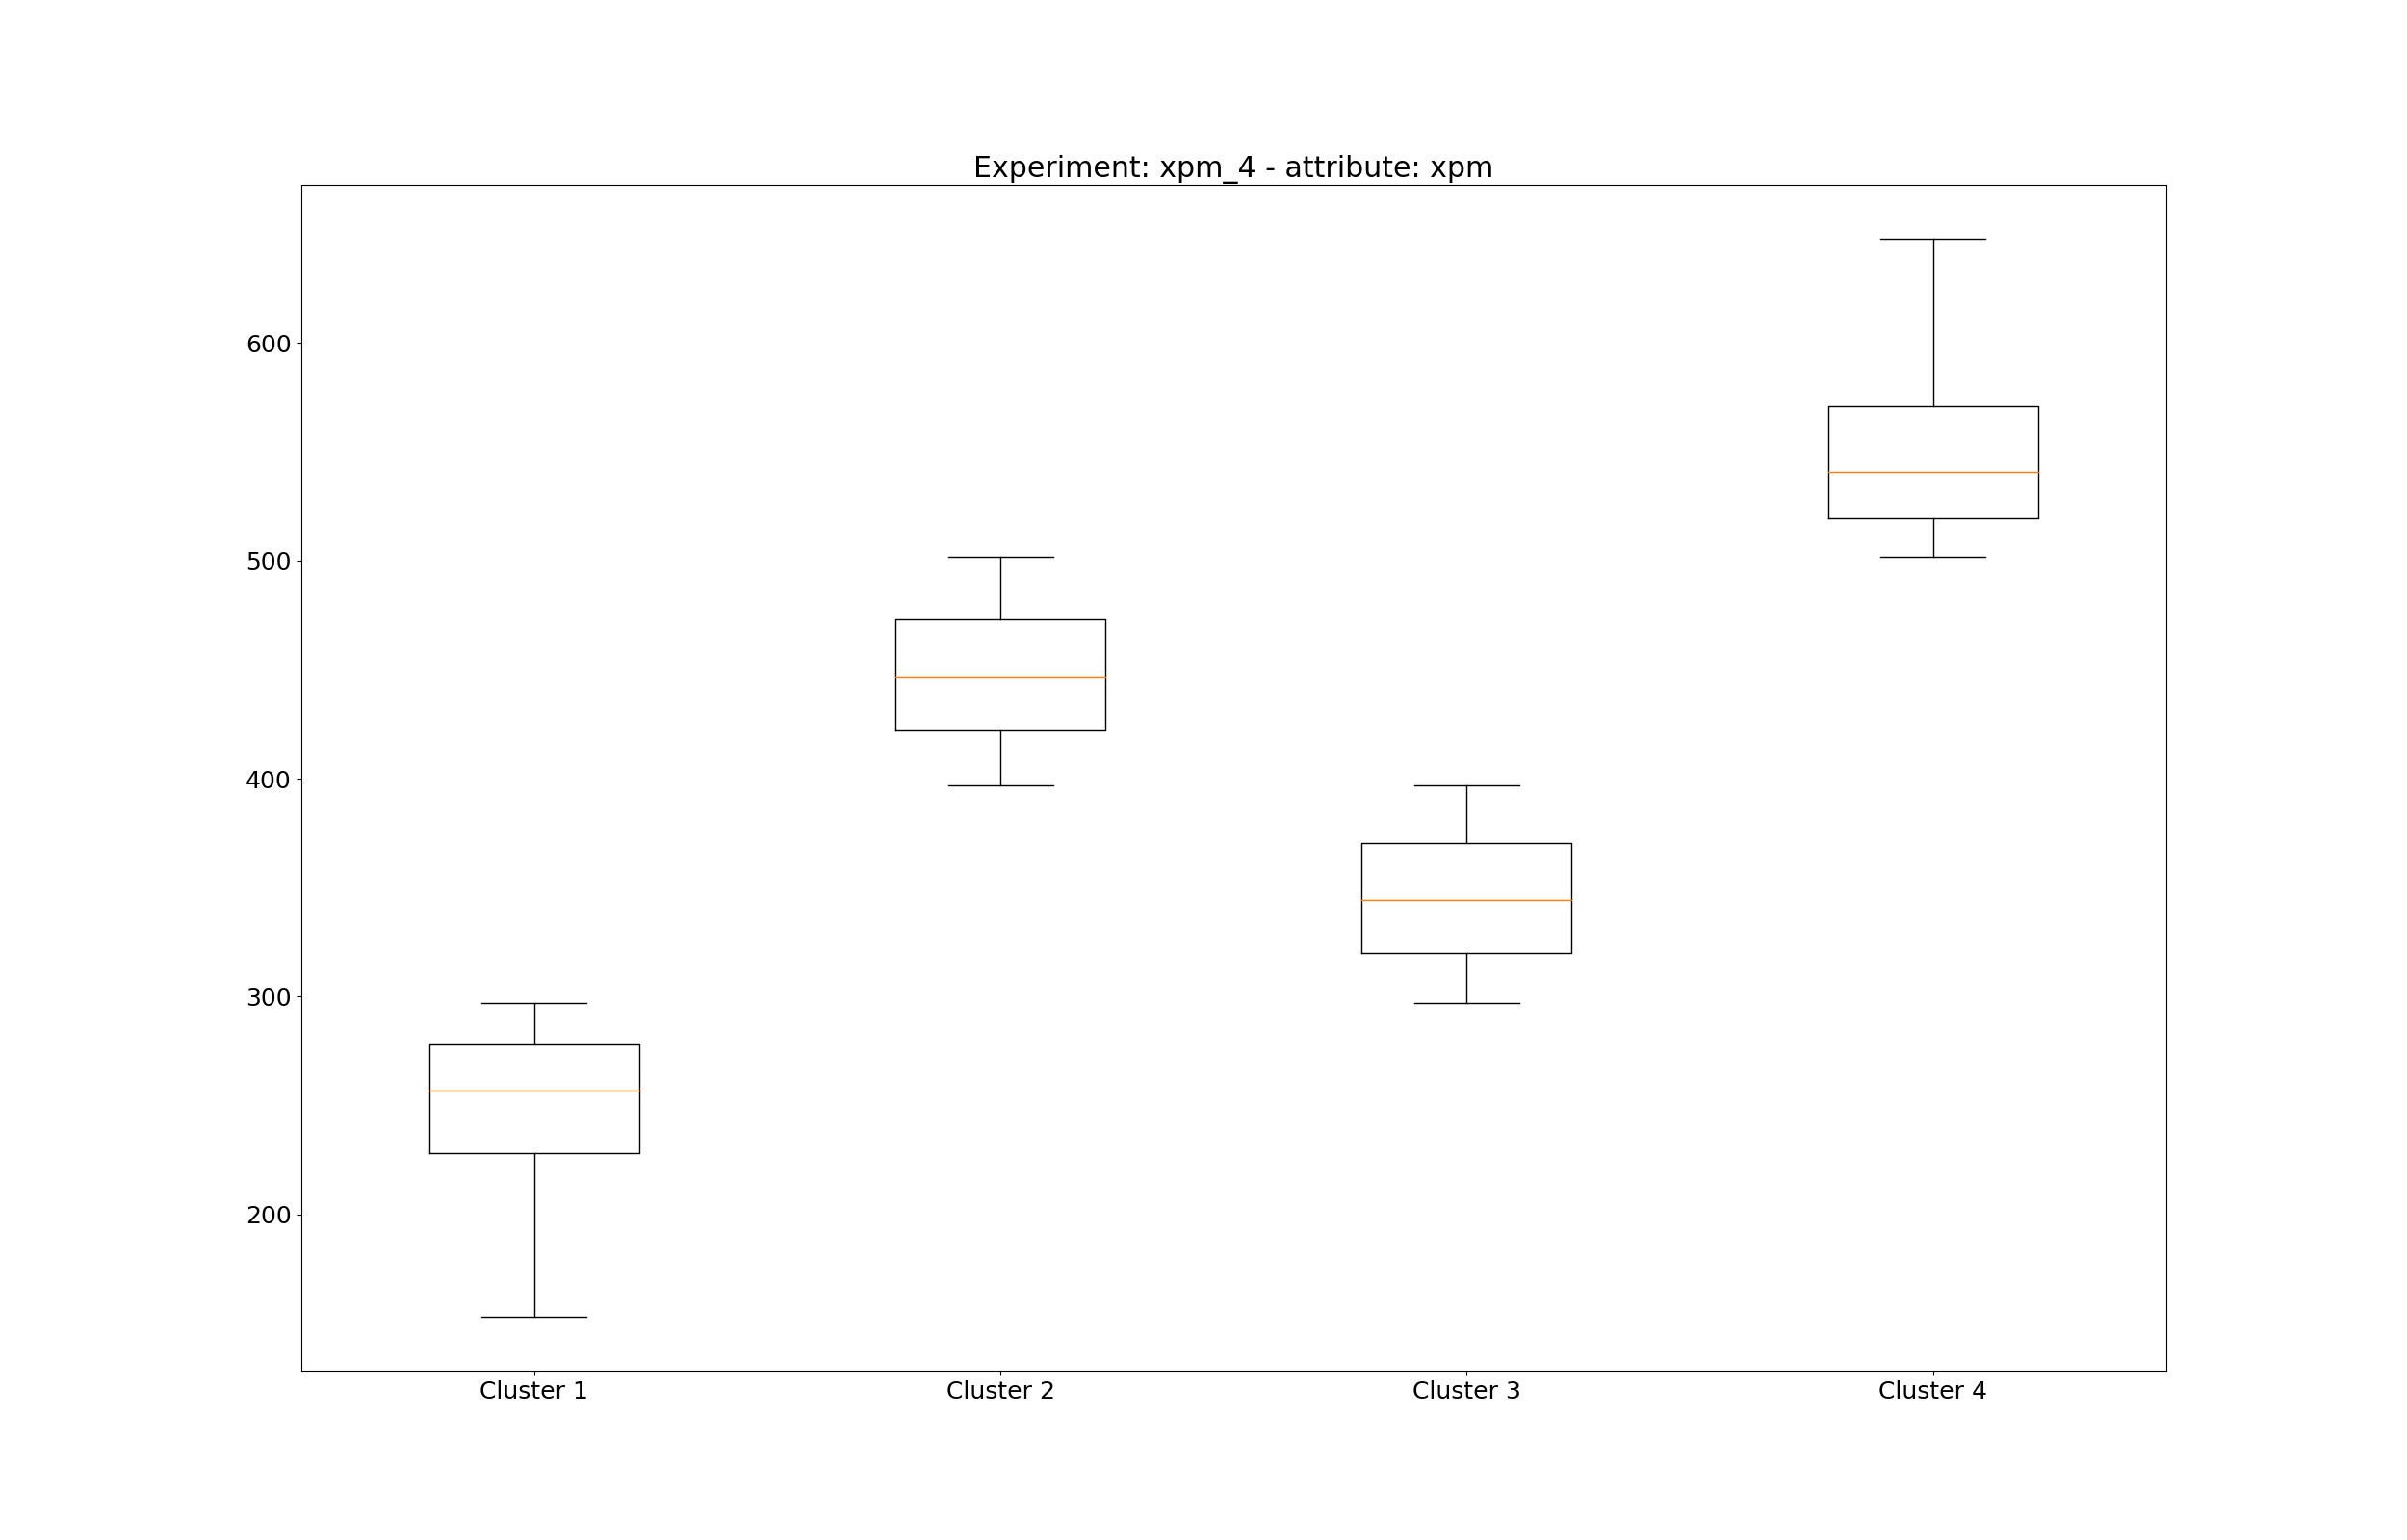 Experiment: xpm_4 - attribute: xpm
600
500
400
300
200
Cluster 1
Cluster 2
Cluster 3
Cluster 4